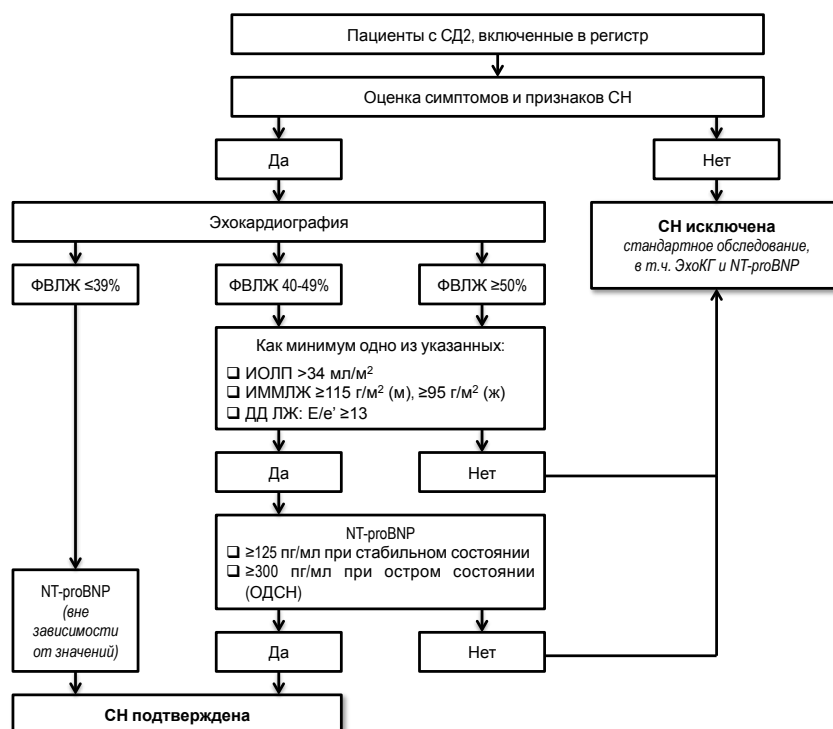 Пациенты с СД2, включенные в регистр
Оценка симптомов и признаков СН
Да
Нет
Эхокардиография
СН исключена
стандартное обследование,
в т.ч. ЭхоКГ и NT-proBNP
ФВЛЖ ≤39%
ФВЛЖ 40-49%
ФВЛЖ ≥50%
Как минимум одно из указанных:
❑ ИОЛП >34 мл/м²
❑ ИММЛЖ ≥115 г/м² (м), ≥95 г/м² (ж)
❑ ДД ЛЖ: E/e’ ≥13
Да
Нет
NT-proBNP
❑ ≥125 пг/мл при стабильном состоянии
❑ ≥300 пг/мл при остром состоянии
(ОДСН)
NT-proBNP
(вне
зависимости
от значений)
Да
Нет
СН подтверждена